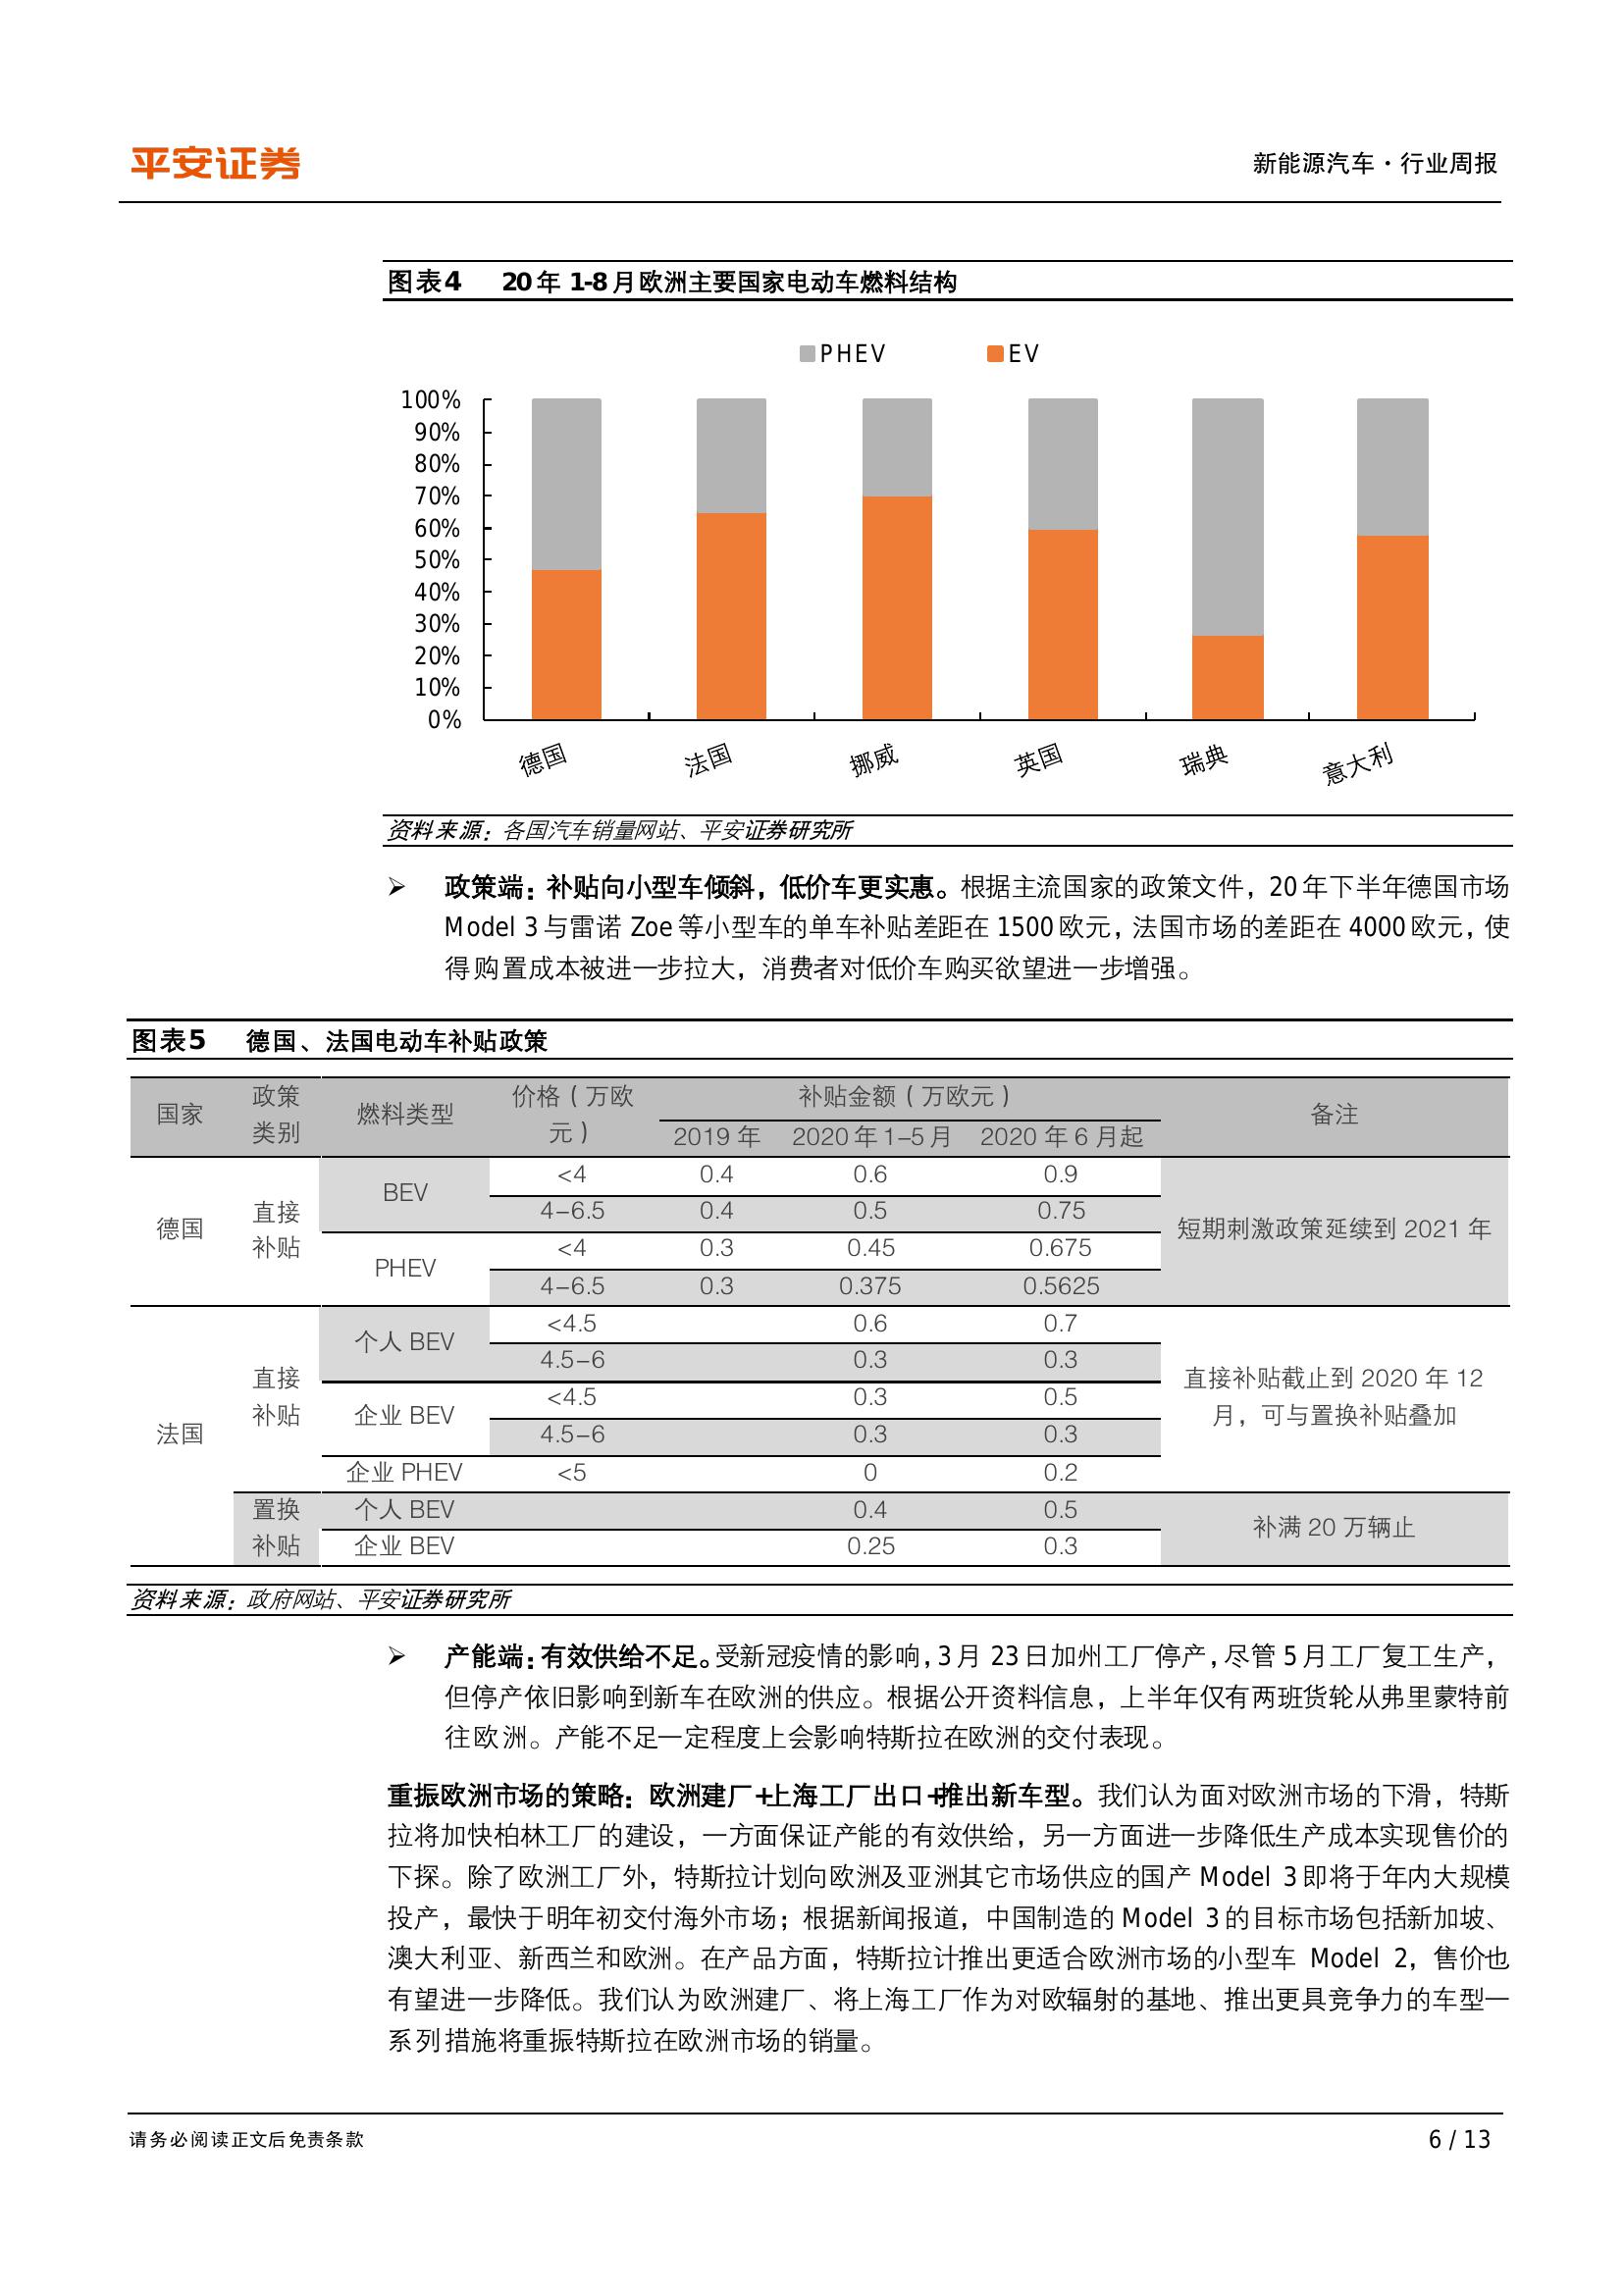 平安证券
新能源汽车·行业周报
图表4 20年1-8月欧洲主要国家电动车燃料结构
PHEV EV
100%
90%
80%
70%
60%
50%
40%
30%
20%
10%
0%
德国 法国 挪威 英国 瑞典 意大利
资料来源：各国汽车销量网站、平安证券研究所
➢ 政策端：补贴向小型车倾斜，低价车更实惠。根据主流国家的政策文件，20年下半年德国市场
Model 3与雷诺 Zoe等小型车的单车补贴差距在1500欧元，法国市场的差距在4000欧元，使
得购置成本被进一步拉大，消费者对低价车购买欲望进一步增强。
图表5 德国、法国电动车补贴政策
国家 政策类别 燃料类型 价格（万欧元） 补贴金额（万欧元） 备注
2019年 2020年1-5月 2020年6月起
德国 直接补贴 BEV <4 0.4 0.6 0.9 短期刺激政策延续到2021年
4-6.5 0.4 0.5 0.75
PHEV <4 0.3 0.45 0.675
4-6.5 0.3 0.375 0.5625
法国 直接补贴 个人BEV <4.5 0.6 0.7 直接补贴截止到2020年12月，可与置换补贴叠加
4.5-6 0.3 0.3
企业BEV <4.5 0.3 0.5
4.5-6 0.3 0.3
企业PHEV <5 0 0.2
置换补贴 个人BEV 0.4 0.5 补满20万辆止
企业BEV 0.25 0.3
资料来源：政府网站、平安证券研究所
➢ 产能端：有效供给不足。受新冠疫情的影响，3月23日加州工厂停产，尽管5月工厂复工生产，
但停产依旧影响到新车在欧洲的供应。根据公开资料信息，上半年仅有两班货轮从弗里蒙特前
往欧洲。产能不足一定程度上会影响特斯拉在欧洲的交付表现。
重振欧洲市场的策略：欧洲建厂+上海工厂出口+推出新车型。我们认为面对欧洲市场的下滑，特斯
拉将加快柏林工厂的建设，一方面保证产能的有效供给，另一方面进一步降低生产成本实现售价的
下探。除了欧洲工厂外，特斯拉计划向欧洲及亚洲其它市场供应的国产Model 3即将于年内大规模
投产，最快于明年初交付海外市场；根据新闻报道，中国制造的Model 3的目标市场包括新加坡、
澳大利亚、新西兰和欧洲。在产品方面，特斯拉计推出更适合欧洲市场的小型车 Model 2，售价也
有望进一步降低。我们认为欧洲建厂、将上海工厂作为对欧辐射的基地、推出更具竞争力的车型一
系列措施将重振特斯拉在欧洲市场的销量。
请务必阅读正文后免责条款
6 / 13